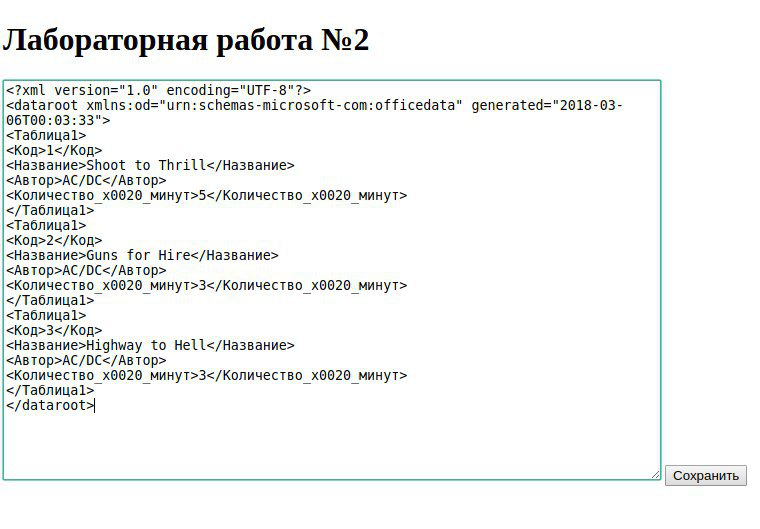 Лабораторная работа №2
<?xml version="1.0" encoding="UTF-8"?>
<dataroot xmlns:od="urn:schemas-microsoft-com:officedata" generated="2018-03-
06T00:03:33">
<Таблица1>
<Код>1</Код>
<Название>Shoot to Thrill</Название>
<Автор>AC/DC</Автор>
<Количество_x0020_минут>5</Количество_x0020_минут>
</Таблица1>
<Таблица1>
<Код>2</Код>
<Название>Guns for Hire</Название>
<Автор>AC/DC</Автор>
<Количество_x0020_минут>3</Количество_x0020_минут>
</Таблица1>
<Таблица1>
<Код>3</Код>
<Название>Highway to Hell</Название>
<Автор>AC/DC</Автор>
<Количество_x0020_минут>3</Количество_x0020_минут>
</Таблица1>
</dataroot>
Сохранить